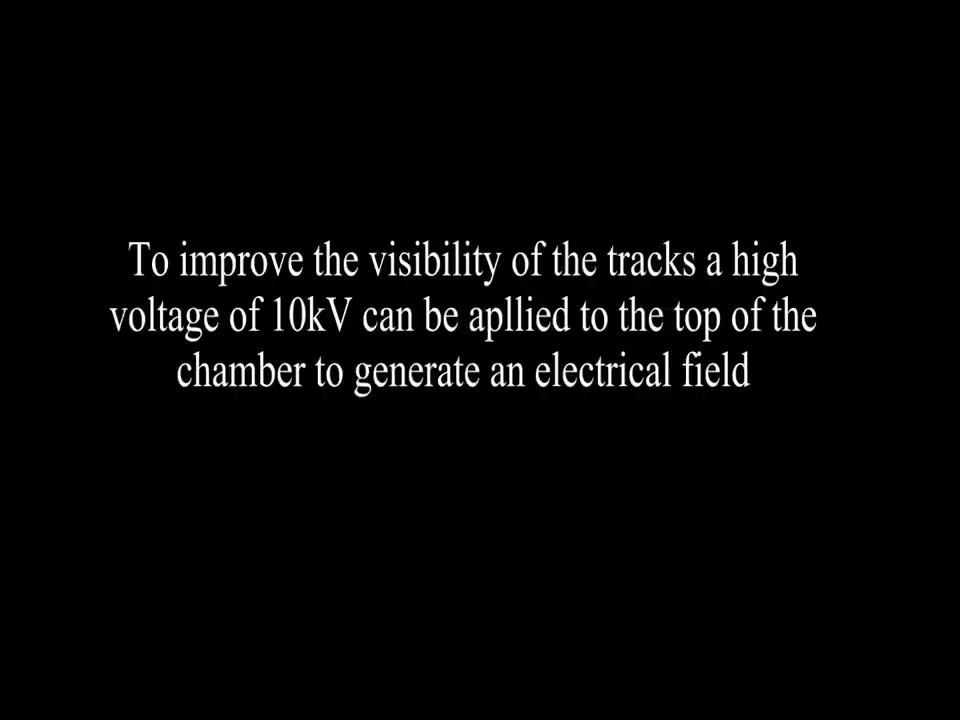 To improve the visibility of the tracks a high
voltage of 10kV can be apllied to the top of the
chamber to generate an electrical field